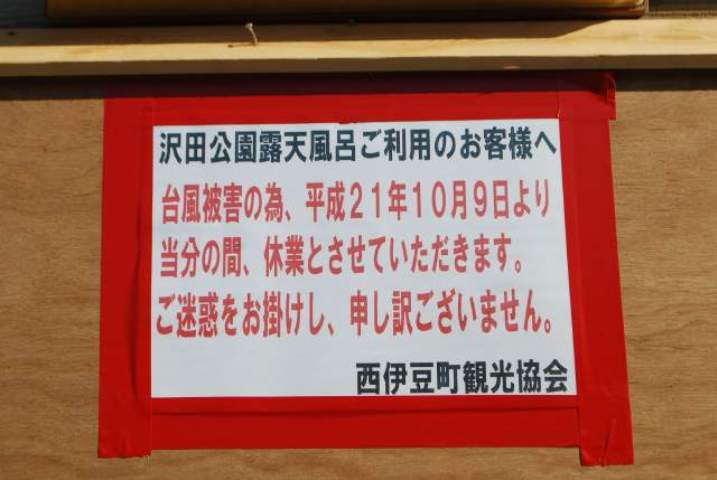 沢田公園露天風呂ご利用のお客様へ
台風被害の為、平成21年10月9日より
当分の間、休業とさせていただきます。
ご迷惑をお掛けし、申し訳ございません。
西伊豆町観光協会